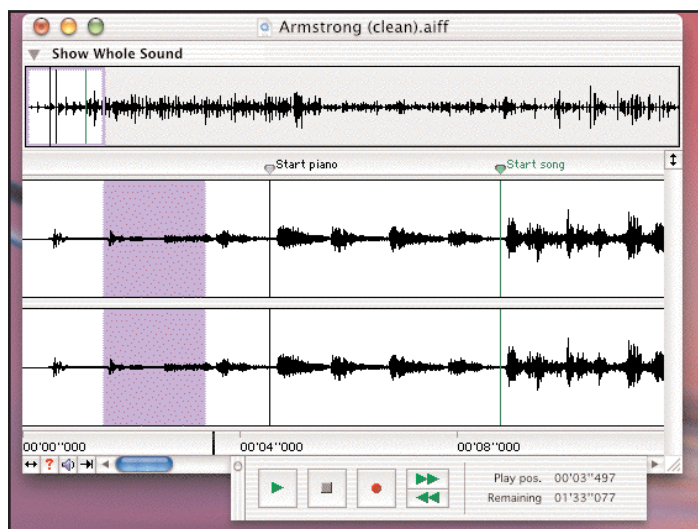 Armstrong (clean).aiff
Show Whole Sound
Start piano
Start song
00'00"000
00'04"000
00'08"000
?
Play pos. 00'03"497
Remaining 01'33"077